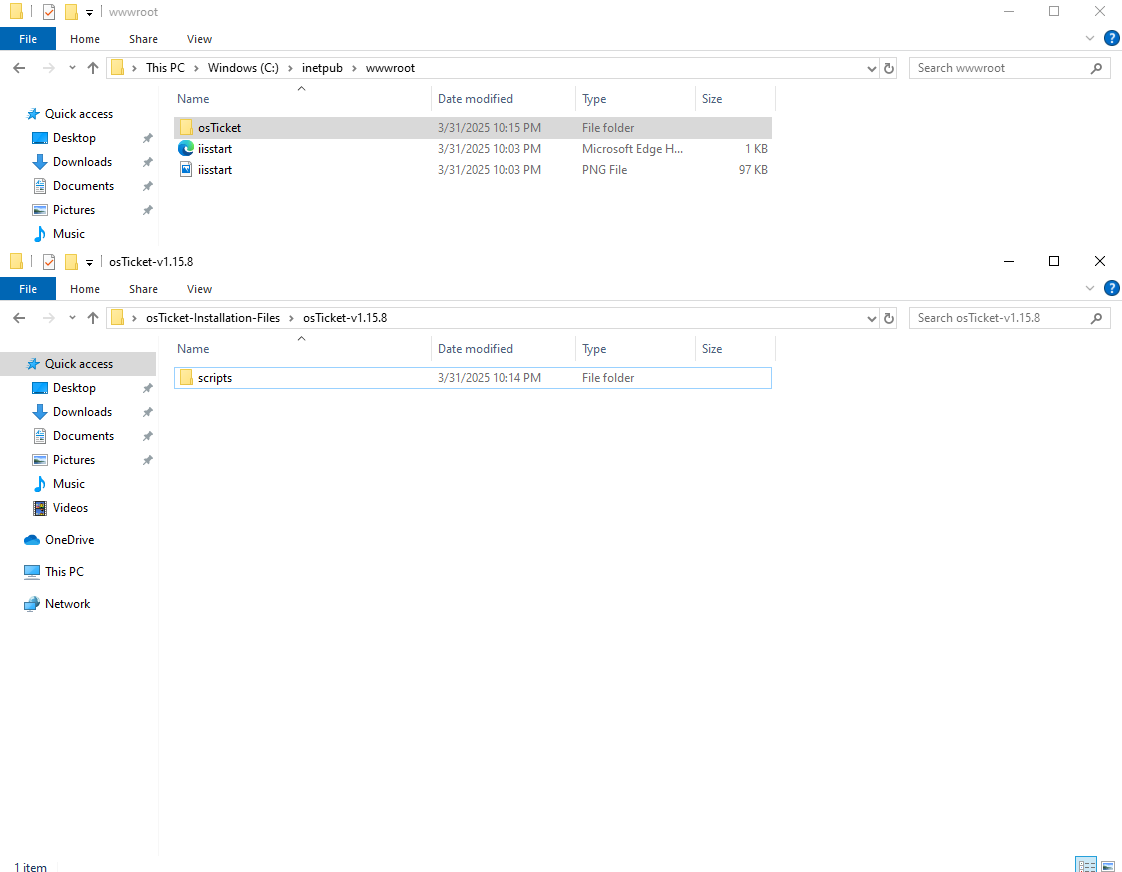 wwwroot
File Home Share View
This PC Windows (C:) inetpub wwwroot Search wwwroot
Name Date modified Type Size
Quick access
osTicket 3/31/2025 10:15 PM File folder
Desktop
iisstart 3/31/2025 10:03 PM Microsoft Edge H... 1 KB
Downloads
iisstart 3/31/2025 10:03 PM PNG File 97 KB
Documents
Pictures
Music
osTicket-v1.15.8
File Home Share View
osTicket-Installation-Files osTicket-v1.15.8 Search osTicket-v1.15.8
Name Date modified Type Size
Quick access
scripts 3/31/2025 10:14 PM File folder
Desktop
Downloads
Documents
Pictures
Music
Videos
OneDrive
This PC
Network
1 item